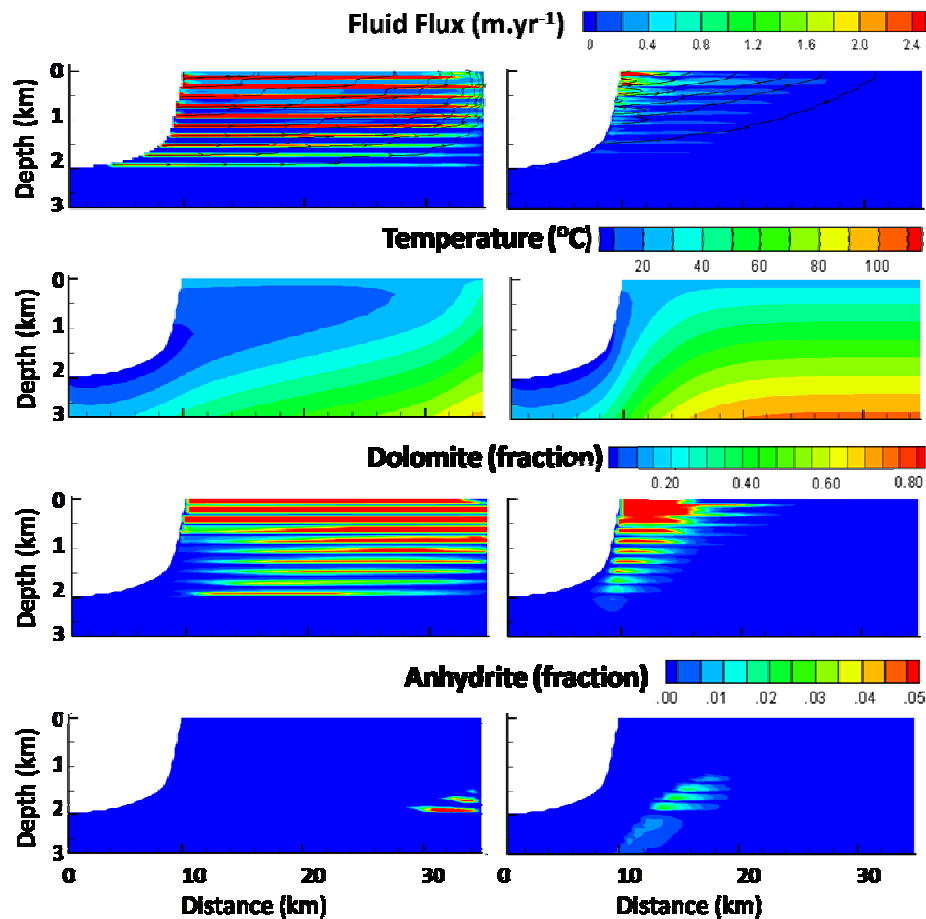 Fluid Flux (m.yr⁻¹)
0 0.4 0.8 1.2 1.6 2.0 2.4
Depth (km)
0
1
2
3
Temperature (°C)
20 40 60 80 100
Depth (km)
0
1
2
3
Dolomite (fraction)
0.20 0.40 0.60 0.80
Depth (km)
0
1
2
3
Anhydrite (fraction)
.00 .01 .02 .03 .04 .05
Depth (km)
0
1
2
3
0 10 20 30 0 10 20 30
Distance (km) Distance (km)